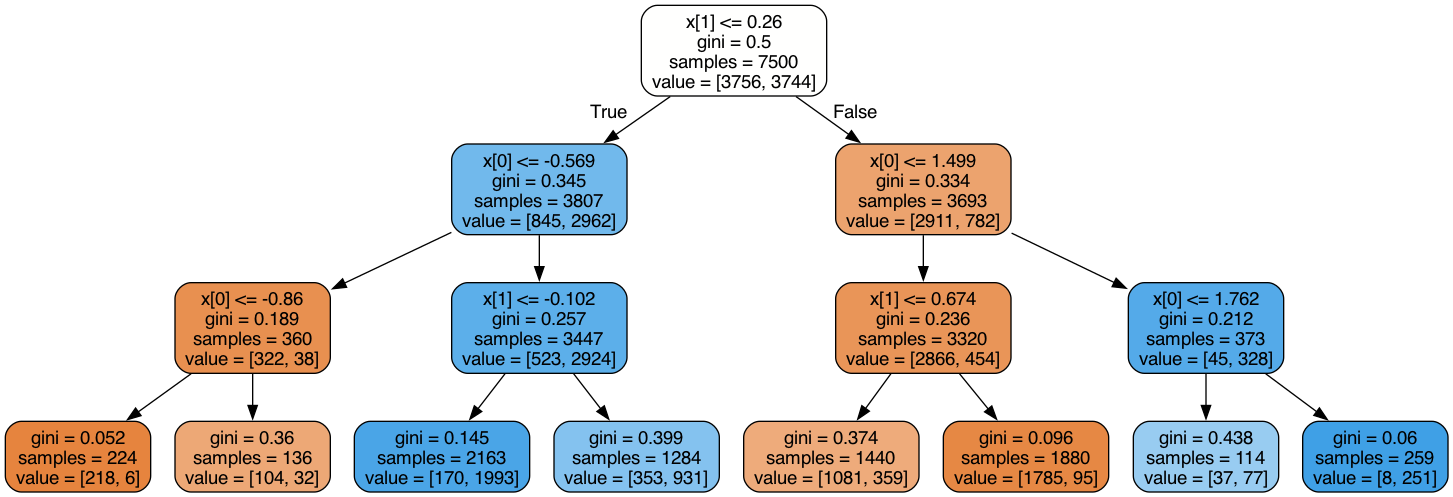 x[1] <= 0.26
gini = 0.5
samples = 7500
value = [3756, 3744]
True
False
x[0] <= -0.569
gini = 0.345
samples = 3807
value = [845, 2962]
x[0] <= 1.499
gini = 0.334
samples = 3693
value = [2911, 782]
x[0] <= -0.86
gini = 0.189
samples = 360
value = [322, 38]
x[1] <= -0.102
gini = 0.257
samples = 3447
value = [523, 2924]
x[1] <= 0.674
gini = 0.236
samples = 3320
value = [2866, 454]
x[0] <= 1.762
gini = 0.212
samples = 373
value = [45, 328]
gini = 0.052
samples = 224
value = [218, 6]
gini = 0.36
samples = 136
value = [104, 32]
gini = 0.145
samples = 2163
value = [170, 1993]
gini = 0.399
samples = 1284
value = [353, 931]
gini = 0.374
samples = 1440
value = [1081, 359]
gini = 0.096
samples = 1880
value = [1785, 95]
gini = 0.438
samples = 114
value = [37, 77]
gini = 0.06
samples = 259
value = [8, 251]